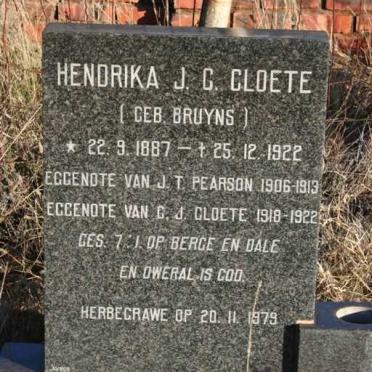 HENDRIKA J. C. CLOETE
( GEB. BRUYNS )
* 22. 9. 1887 — † 25. 12. 1922
EGGENOTE VAN J. T. PEARSON 1906-1913
EGGENOTE VAN G. J. CLOETE 1918-1922
GES. 7. 1. OP BERGE EN DALE
EN OWERAL IS GOD.
HERBEGRAWE OP 20. 11. 1979